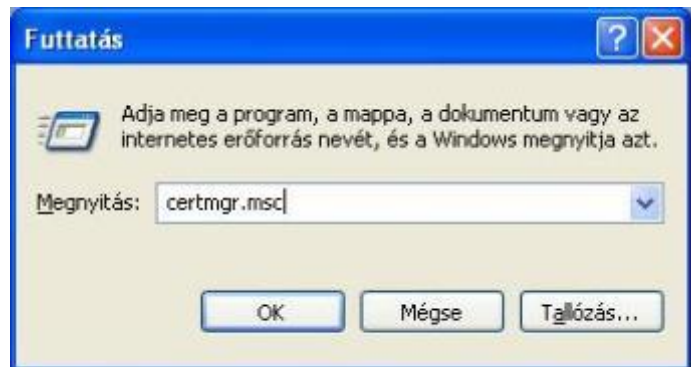 Futtatás
Adja meg a program, a mappa, a dokumentum vagy az
internetes erőforrás nevét, és a Windows megnyitja azt.
Megnyitás: certmgr.msc
OK Mégse Tallózás...